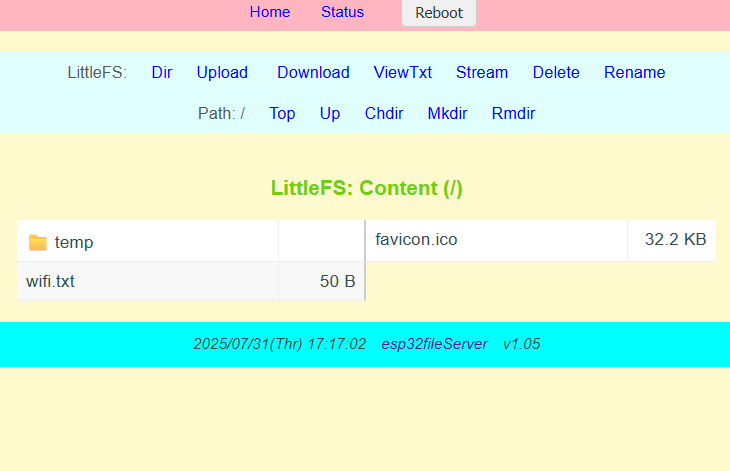 Home Status Reboot
LittleFS: Dir Upload Download ViewTxt Stream Delete Rename
Path: / Top Up Chdir Mkdir Rmdir
LittleFS: Content (/)
temp favicon.ico 32.2 KB
wifi.txt 50 B
2025/07/31(Thr) 17:17:02 esp32fileServer v1.05